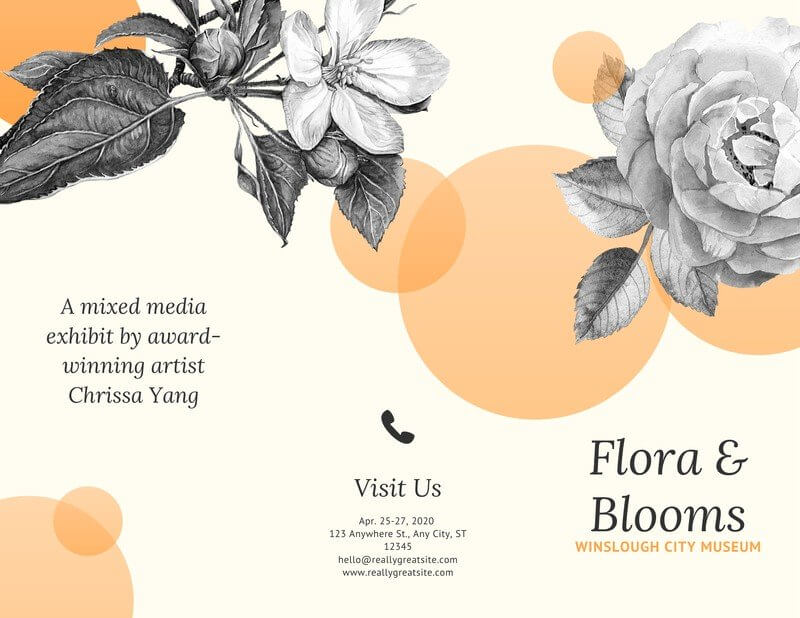 A mixed media
exhibit by award-
winning artist
Chrissa Yang
Visit Us
Apr. 25-27, 2020
123 Anywhere St., Any City, ST
12345
hello@reallygreatsite.com
www.reallygreatsite.com
Flora &
Blooms
WINSLOUGH CITY MUSEUM